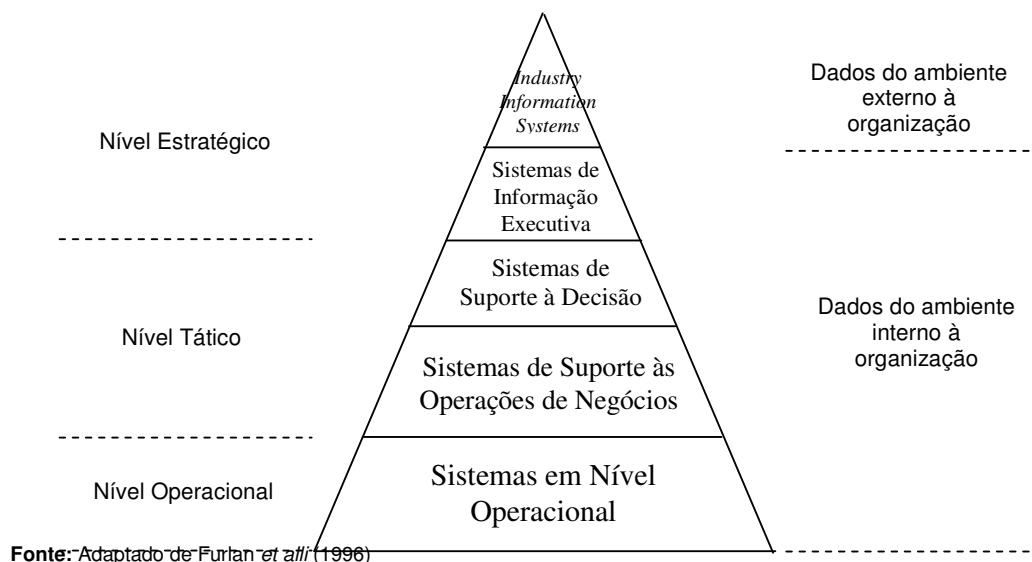 Industry
Information
Systems
Dados do ambiente
externo à
organização
Nível Estratégico
Sistemas de
Informação
Executiva
Sistemas de
Suporte à Decisão
Dados do ambiente
interno à
organização
Nível Tático
Sistemas de Suporte às
Operações de Negócios
Sistemas em Nível
Operacional
Nível Operacional
Fonte: Adaptado de Furlan et alli (1996)